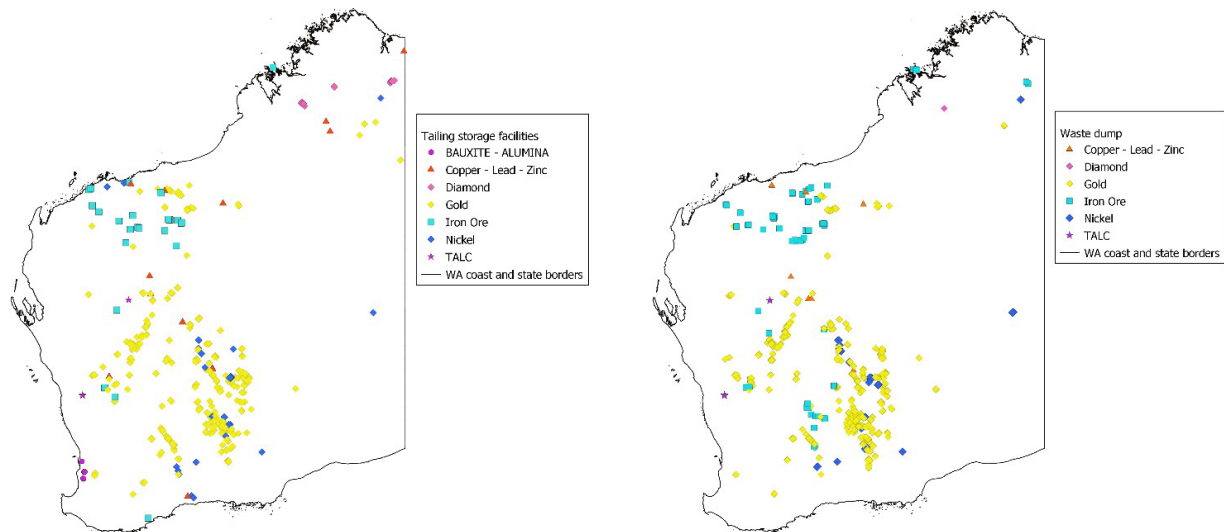 Tailing storage facilities
BAUXITE - ALUMINA
Copper - Lead - Zinc
Diamond
Gold
Iron Ore
Nickel
TALC
WA coast and state borders
Waste dump
Copper - Lead - Zinc
Diamond
Gold
Iron Ore
Nickel
TALC
WA coast and state borders